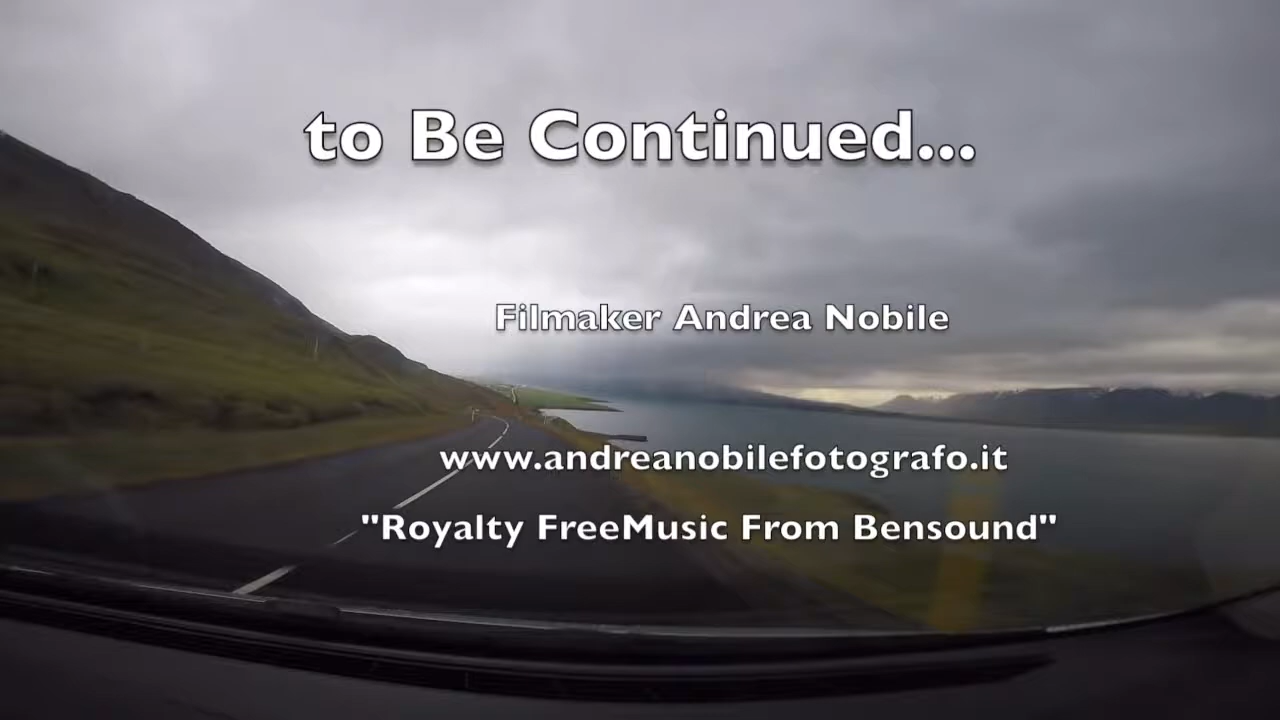 to Be Continued...
Filmaker Andrea Nobile
www.andreanobilefotografo.it
"Royalty FreeMusic From Bensound"